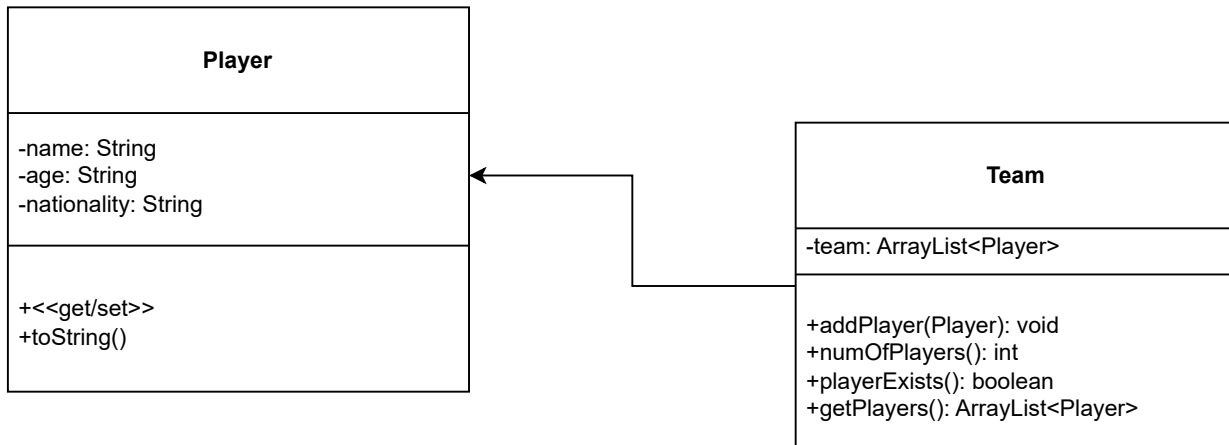 Player
-name: String
-age: String
-nationality: String
+<<get/set>>
+toString()
Team
-team: ArrayList<Player>
+addPlayer(Player): void
+numOfPlayers(): int
+playerExists(): boolean
+getPlayers(): ArrayList<Player>